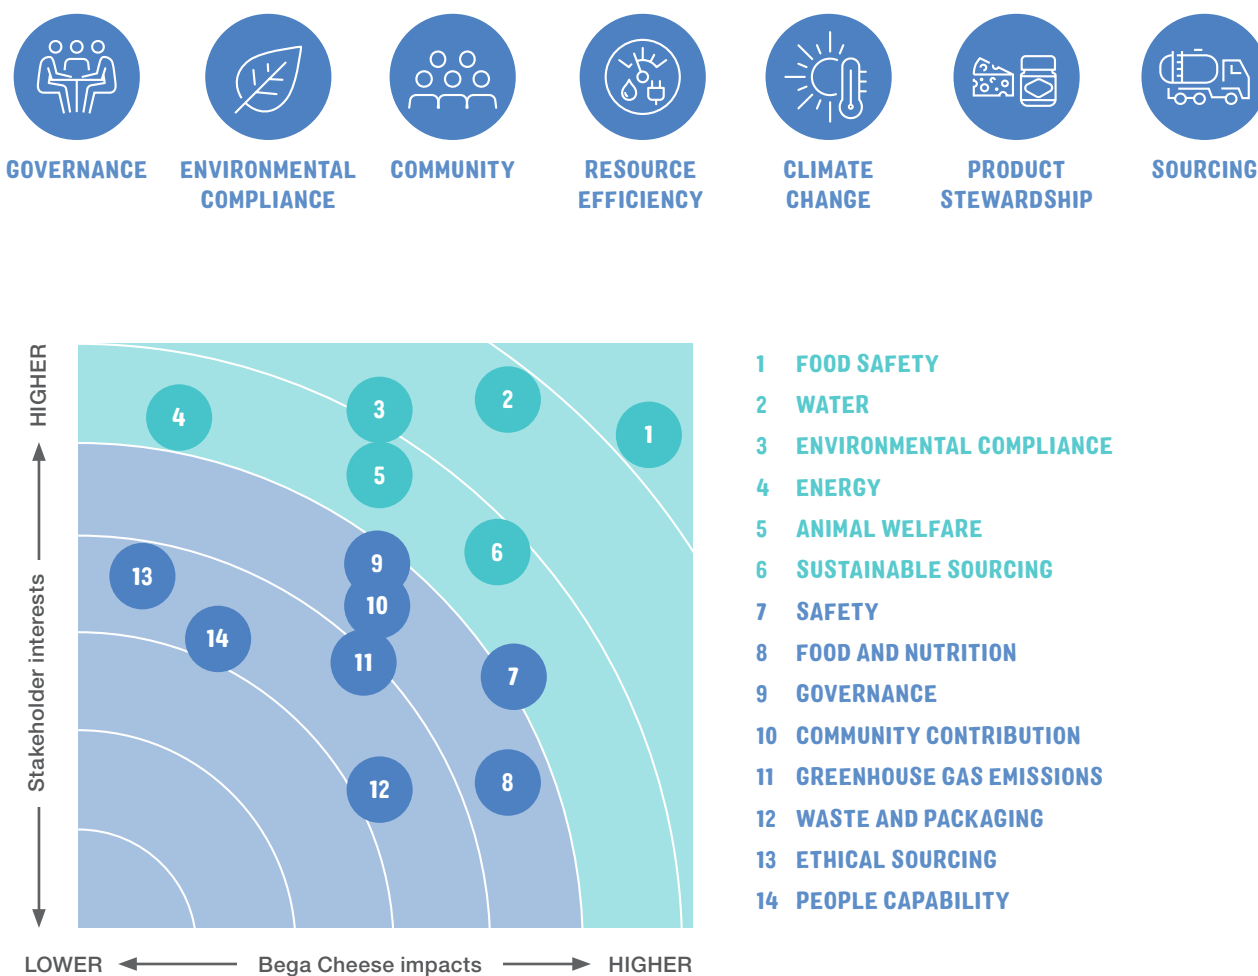 GOVERNANCE
ENVIRONMENTAL
COMPLIANCE
COMMUNITY
RESOURCE
EFFICIENCY
CLIMATE
CHANGE
PRODUCT
STEWARDSHIP
SOURCING
HIGHER
Stakeholder interests
4
3
2
1
5
6
9
13
10
14
11
7
12
8
LOWER
Bega Cheese impacts
HIGHER
1 FOOD SAFETY
2 WATER
3 ENVIRONMENTAL COMPLIANCE
4 ENERGY
5 ANIMAL WELFARE
6 SUSTAINABLE SOURCING
7 SAFETY
8 FOOD AND NUTRITION
9 GOVERNANCE
10 COMMUNITY CONTRIBUTION
11 GREENHOUSE GAS EMISSIONS
12 WASTE AND PACKAGING
13 ETHICAL SOURCING
14 PEOPLE CAPABILITY